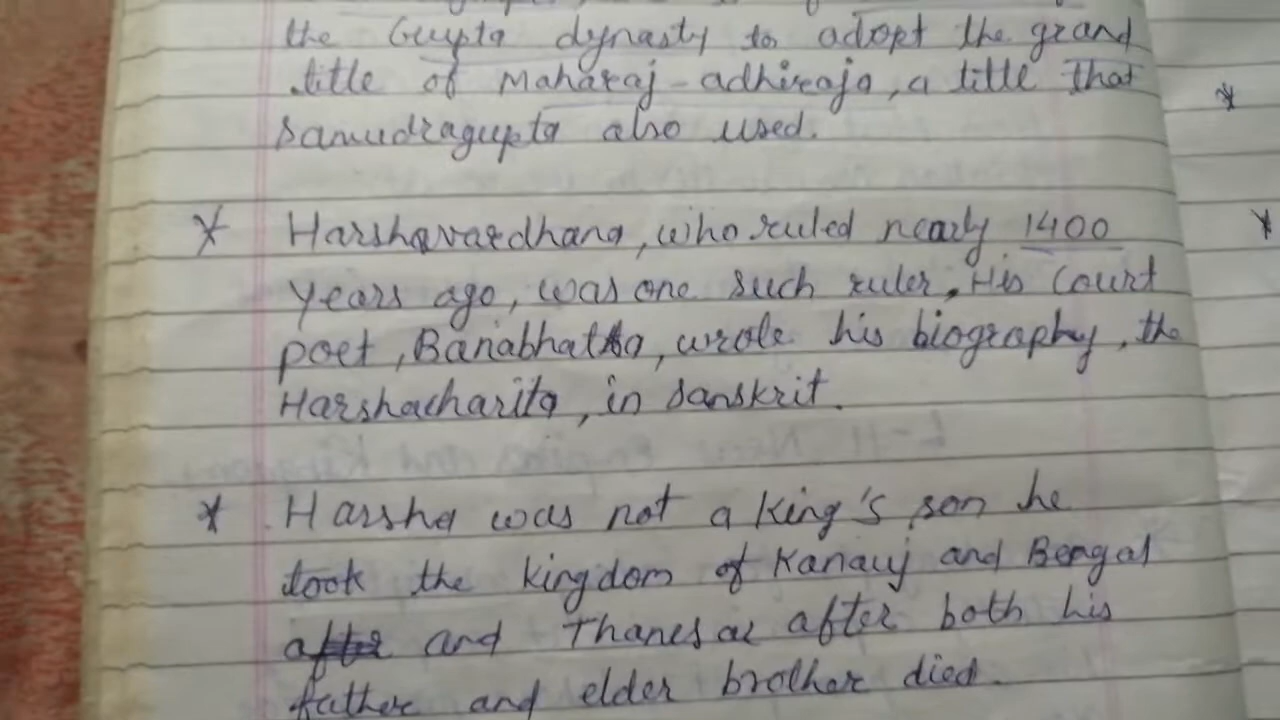 the Gupta dynasty to adopt the grand
title of Maharaj-adhiraja, a title that
Samudragupta also used.
* Harshavardhana, who ruled nearly 1400
years ago, was one such ruler. His Court
poet, Banabhatta, wrote his biography, the
Harshacharita, in Sanskrit.
* Harsha was not a king's son he
took the kingdom of Kanauj and Bengal
after and Thanesar after both his
father and elder brother died.